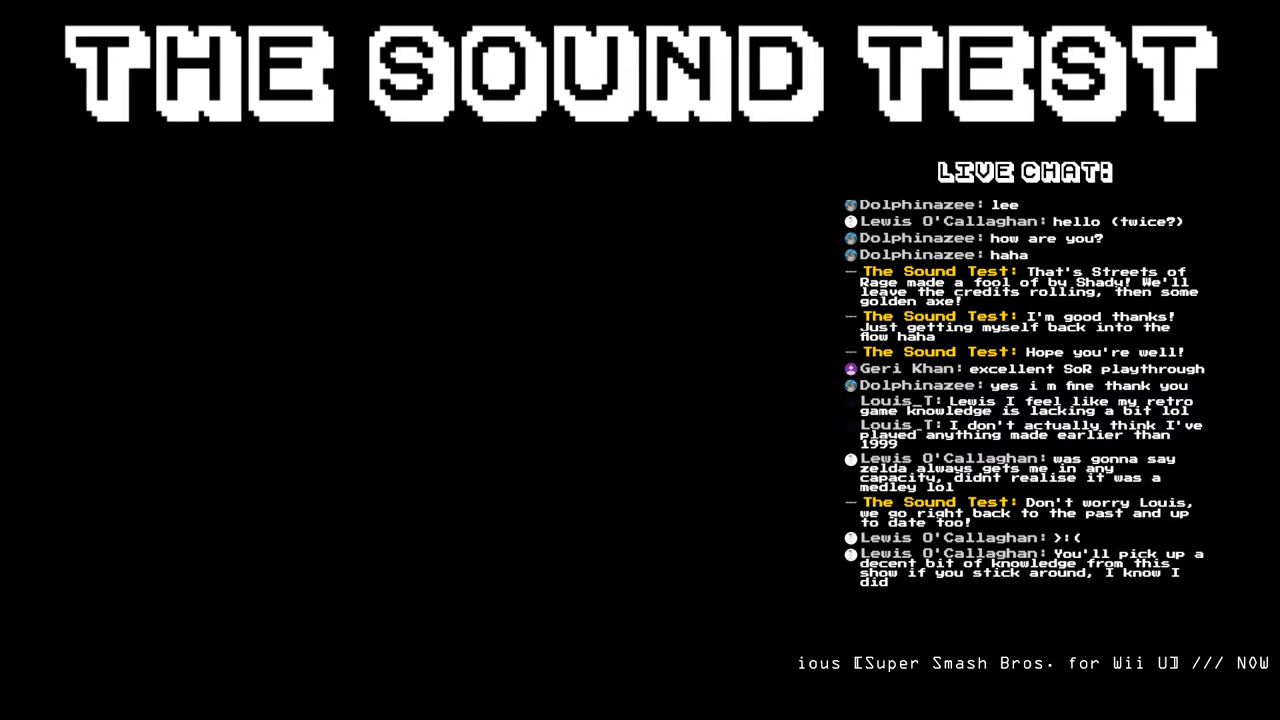 THE SOUND TEST
LIVE CHAT:
Dolphinazee: lee
Lewis O'Callaghan: hello (twice?)
Dolphinazee: how are you?
Dolphinazee: haha
— The Sound Test: That's Streets of
Rage made a fool of by Shady! We'll
leave the credits rolling, then some
golden axe!
— The Sound Test: I'm good thanks!
Just getting myself back into the
flow haha
— The Sound Test: Hope you're well!
Geri Khan: excellent SoR playthrough
Dolphinazee: yes i m fine thank you
Louis_T: Lewis I feel like my retro
game knowledge is lacking a bit lol
Louis_T: I don't actually think I've
played anything made earlier than
1999
Lewis O'Callaghan: was gonna say
zelda always gets me in any
capacity, didnt realise it was a
medley lol
— The Sound Test: Don't worry Louis,
we go right back to the past and up
to date too!
Lewis O'Callaghan: >:(
Lewis O'Callaghan: You'll pick up a
decent bit of knowledge from this
show if you stick around, I know I
did
ious [Super Smash Bros. for Wii U] /// NOW